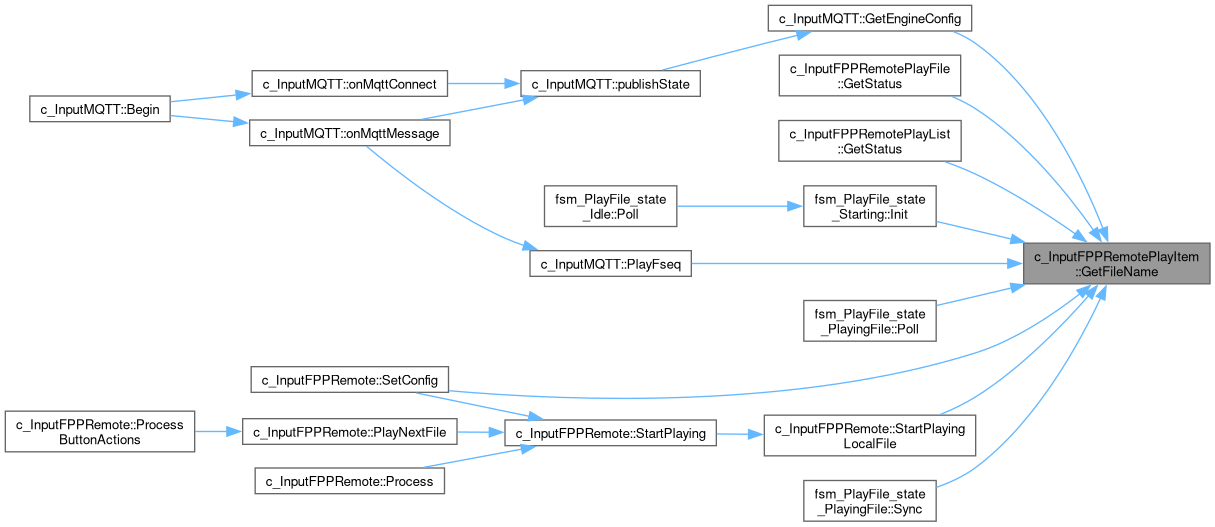 c_InputMQTT::GetEngineConfig
c_InputFPPRemotePlayFile
::GetStatus
c_InputMQTT::onMqttConnect
c_InputMQTT::publishState
c_InputMQTT::Begin
c_InputMQTT::onMqttMessage
c_InputFPPRemotePlayList
::GetStatus
fsm_PlayFile_state
_Idle::Poll
fsm_PlayFile_state
_Starting::Init
c_InputFPPRemotePlayItem
::GetFileName
c_InputMQTT::PlayFseq
fsm_PlayFile_state
_PlayingFile::Poll
c_InputFPPRemote::SetConfig
c_InputFPPRemote::Process
ButtonActions
c_InputFPPRemote::PlayNextFile
c_InputFPPRemote::StartPlaying
c_InputFPPRemote::StartPlaying
LocalFile
c_InputFPPRemote::Process
fsm_PlayFile_state
_PlayingFile::Sync